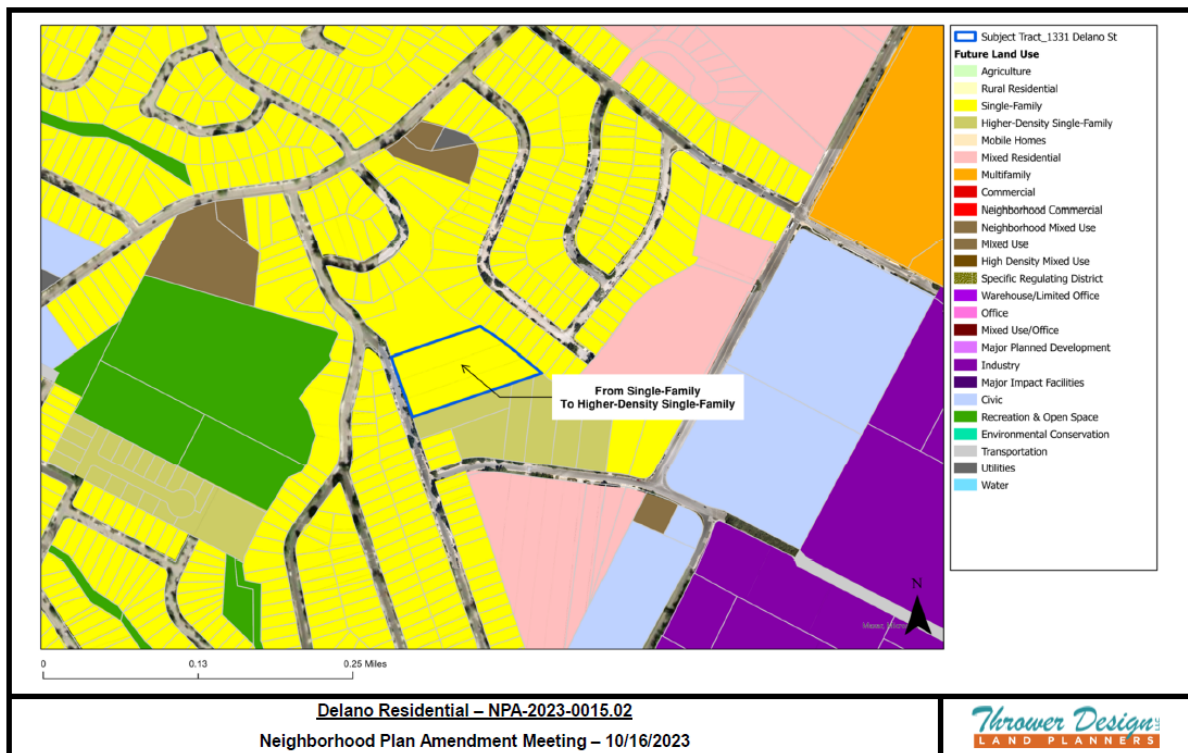 Subject Tract_1331 Delano St
Future Land Use
Agriculture
Rural Residential
Single-Family
Higher-Density Single-Family
Mobile Homes
Mixed Residential
Multifamily
Commercial
Neighborhood Commercial
Neighborhood Mixed Use
Mixed Use
High Density Mixed Use
Specific Regulating District
Warehouse/Limited Office
Office
Mixed Use/Office
Major Planned Development
Industry
Major Impact Facilities
Civic
Recreation & Open Space
Environmental Conservation
Transportation
Utilities
Water
From Single-Family
To Higher-Density Single-Family
N
0 0.13 0.25 Miles
Delano Residential – NPA-2023-0015.02
Neighborhood Plan Amendment Meeting – 10/16/2023
Thrower Design LLC
LAND PLANNERS